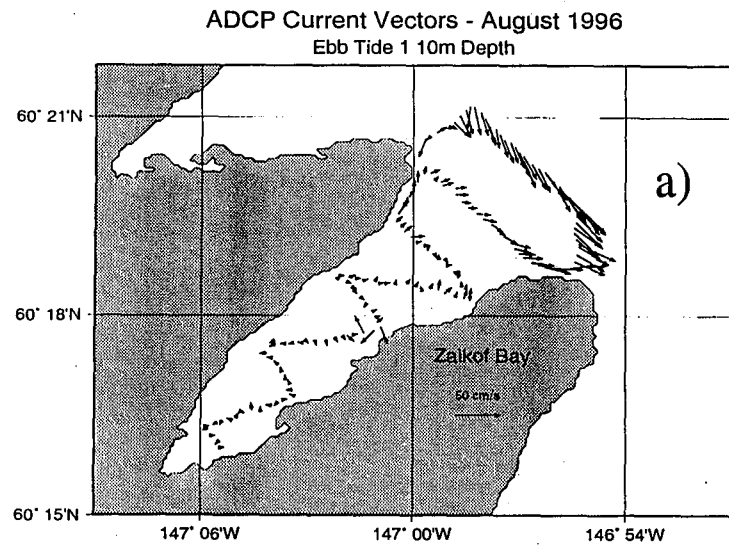 ADCP Current Vectors - August 1996
Ebb Tide 1 10m Depth
60° 21'N
a)
60° 18'N
Zaikof Bay
50 cm/s
60° 15'N
147° 06'W
147° 00'W
146° 54'W